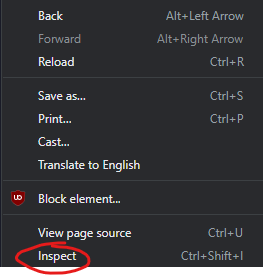 Back Alt+Left Arrow
Forward Alt+Right Arrow
Reload Ctrl+R
Save as... Ctrl+S
Print... Ctrl+P
Cast...
Translate to English
UD Block element...
View page source Ctrl+U
Inspect Ctrl+Shift+I